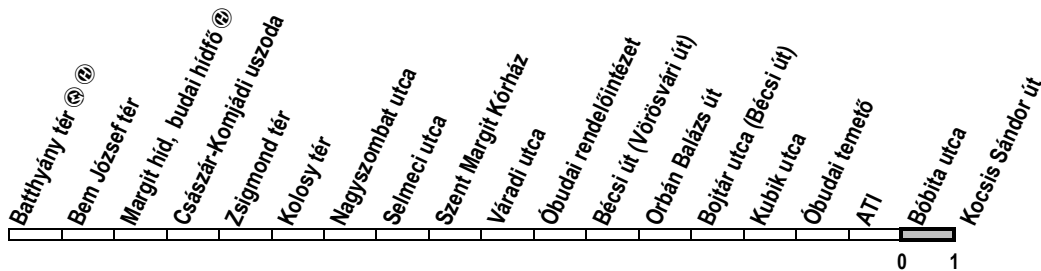 Batthyány tér M H
Bem József tér
Margit híd, budai hídfő H
Császár-Komjádi uszoda
Zsigmond tér
Kolosy tér
Nagyszombat utca
Selmeci utca
Szent Margit Kórház
Váradi utca
Óbudai rendelőintézet
Bécsi út (Vörösvári út)
Orbán Balázs út
Bojtár utca (Bécsi út)
Kubik utca
Óbudai temető
ATI
Bóbita utca
Kocsis Sándor út
0 1